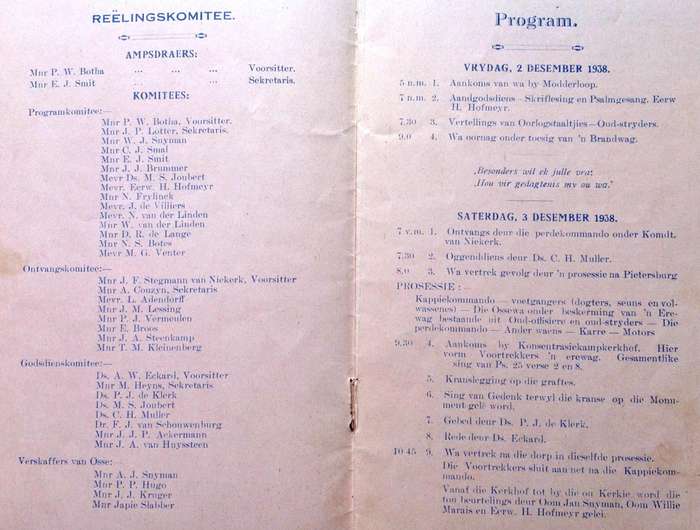 REËLINGSKOMITEE.
AMPSDRAERS:
Mnr P. W. Botha ... ... ... Voorsitter.
Mnr E. J. Smit ... ... ... Sekretaris.
KOMITEES:
Programkomitee:—
Mnr P. W. Botha, Voorsitter.
Mnr J. P. Lotter, Sekretaris.
Mnr W. J. Snyman
Mnr C. J. Smal
Mnr E. J. Smit
Mnr J. J. Brummer
Mevr Ds. M. S. Joubert
Mevr. Eerw. H. Hofmeyr
Mnr N. Frylinck
Mevr. J. de Villiers
Mevr. N. van der Linden
Mnr W. van der Linden
Mnr D. R. de Lange
Mnr N. S. Botes
Mevr M. G. Venter
Ontvangskomitee:—
Mnr J. F. Stegmann van Niekerk, Voorsitter
Mnr A. Couzyn, Sekretaris
Mevr. L. Adendorff
Mnr J. M. Lessing
Mnr P. J. Vermeulen
Mnr E. Broos
Mnr J. A. Steenkamp
Mnr T. M. Kleinenberg
Godsdienskomitee:—
Ds. A. W. Eckard, Voorsitter
Mnr M. Heyns, Sekretaris
Ds. P. J. de Klerk
Ds. M. S. Joubert
Ds. C. H. Muller
Dr. F. J. van Schouwenburg
Mnr J. J. P. Ackermann
Mnr J. A. van Huyssteen
Verskaffers van Osse:—
Mnr A. J. Snyman
Mnr P. P. Hugo
Mnr J. J. Kruger
Mnr Japie Slabber
Program.
VRYDAG, 2 DESEMBER 1938.
5 n.m. 1. Aankoms van wa by Modderloop.
7 n.m. 2. Aandgodsdiens — Skriflesing en Psalmgesang. Eerw
H. Hofmeyr.
7.30 3. Vertellings van Oorlogstaaltjies—Oud-stryders.
9.0 4. Wa oornag onder toesig van 'n Brandwag.
‚Besonders wil ek julle vra:
‚Hou vir gedagtenis my ou wa.'
SATERDAG, 3 DESEMBER 1938.
7 v.m. 1. Ontvangs deur die perdekommando onder Komdt.
van Niekerk.
7.30 2. Oggenddiens deur Ds. C. H. Muller.
8.0 3. Wa vertrek gevolg deur 'n prosessie na Pietersburg
PROSESSIE :—
Kappiekommando — voetgangers (dogters, seuns en vol-
wassenes) — Die Ossewa onder beskerming van 'n Ere-
wag bestaande uit Oud-offisiere en oud-stryders — Die
perdekommando — Ander waens — Karre — Motors
9.30 4. Aankoms by Konsentrasiekampkerkhof. Hier
vorm Voortrekkers 'n erewag. Gesamentlike
sing van Ps. 25 verse 2 en 8.
5. Kranslegging op die graftes.
6. Sing van Gedenk terwyl die kranse op die Monu-
ment gelê word.
7. Gebed deur Ds. P. J. de Klerk.
8. Rede deur Ds. Eckard.
10 45 9. Wa vertrek na die dorp in dieselfde prosessie.
Die Voortrekkers sluit aan net na die Kappiekom-
mando.
Vanaf die Kerkhof tot by die ou Kerkie word die
tou beurtelings deur Oom Jan Snyman, Oom Willie
Marais en Eerw. H. Hofmeyr gelei.